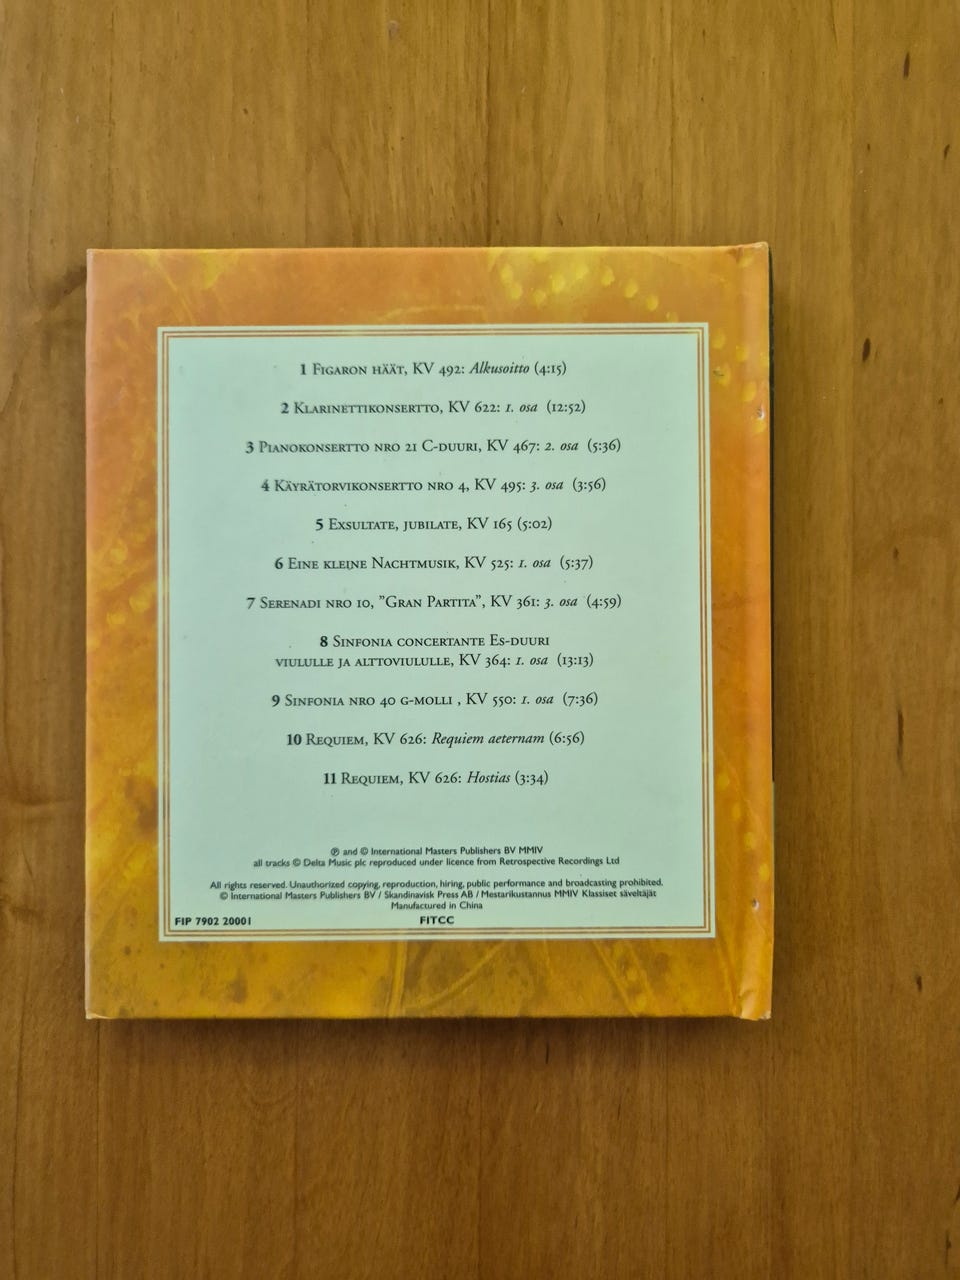 1 Figaron häät, KV 492: Alkusoitto (4:15)
2 Klarinettikonsertto, KV 622: 1. osa (12:52)
3 Pianokonsertto nro 21 C-duuri, KV 467: 2. osa (5:36)
4 Käyrätorvikonsertto nro 4, KV 495: 3. osa (3:56)
5 Exsultate, jubilate, KV 165 (5:02)
6 Eine kleine Nachtmusik, KV 525: 1. osa (5:37)
7 Serenadi nro 10, ”Gran Partita”, KV 361: 3. osa (4:59)
8 Sinfonia concertante Es-duuri
viululle ja alttoviululle, KV 364: 1. osa (13:13)
9 Sinfonia nro 40 g-molli , KV 550: 1. osa (7:36)
10 Requiem, KV 626: Requiem aeternam (6:56)
11 Requiem, KV 626: Hostias (3:34)
℗ and © International Masters Publishers BV MMIV
all tracks © Delta Music plc reproduced under licence from Retrospective Recordings Ltd
All rights reserved. Unauthorized copying, reproduction, hiring, public performance and broadcasting prohibited.
© International Masters Publishers BV / Skandinavisk Press AB / Mestarikustannus MMIV Klassiset säveltäjät
Manufactured in China
FIP 7902 20001 FITCC